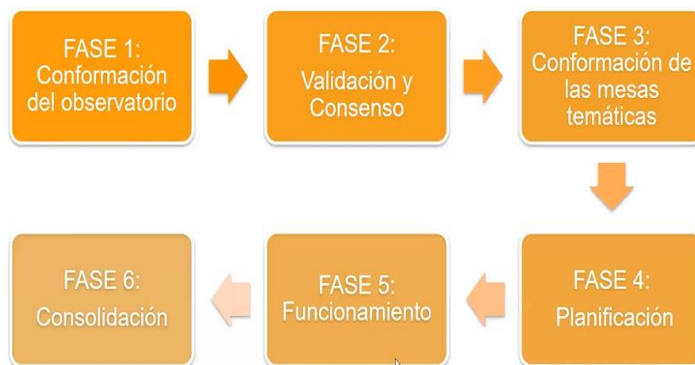 FASE 1:
Conformación
del observatorio
FASE 2:
Validación y
Consenso
FASE 3:
Conformación de
las mesas
temáticas
FASE 4:
Planificación
FASE 5:
Funcionamiento
FASE 6:
Consolidación